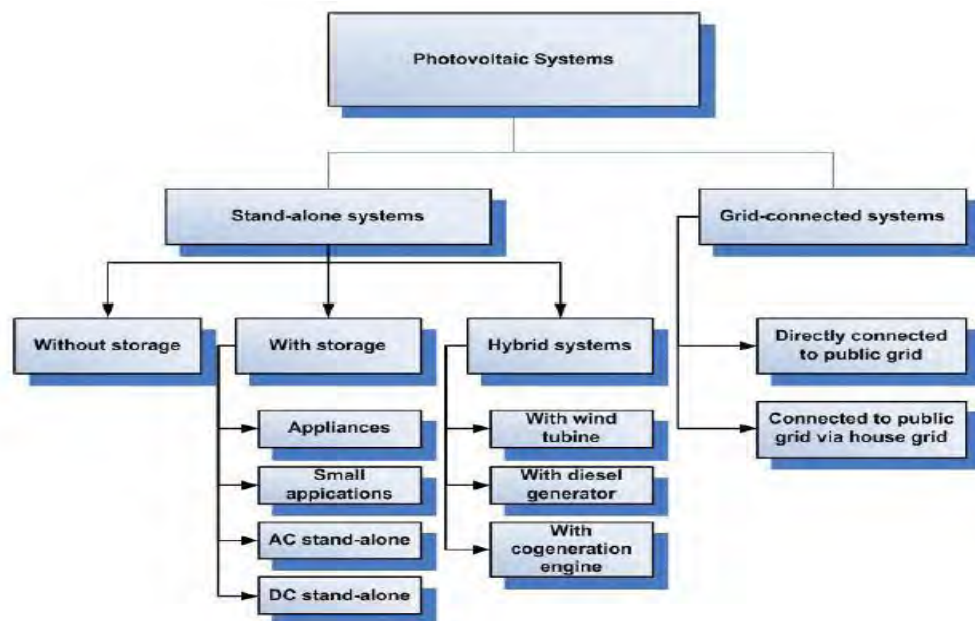 Photovoltaic Systems
Stand-alone systems
Grid-connected systems
Without storage
With storage
Hybrid systems
Directly connected
to public grid
Appliances
With wind
tubine
Connected to public
grid via house grid
Small
appications
With diesel
generator
AC stand-alone
With
cogeneration
engine
DC stand-alone